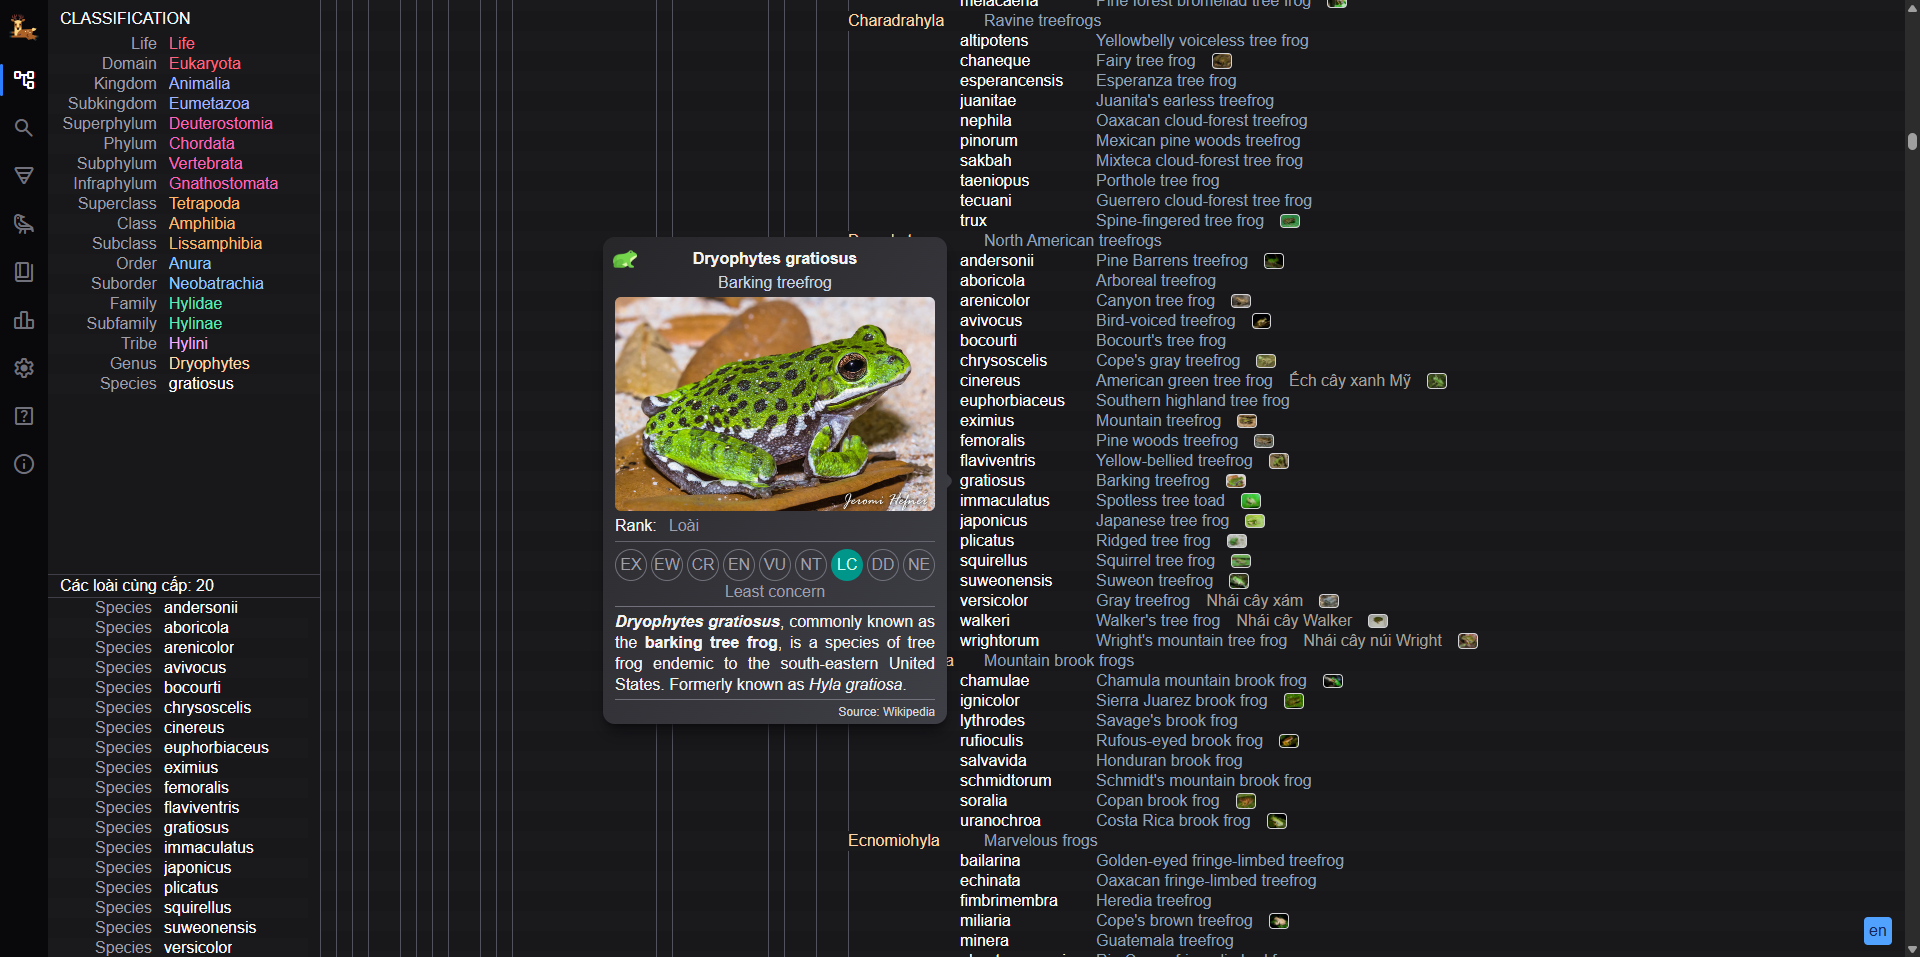 CLASSIFICATION
Life Life
Domain Eukaryota
Kingdom Animalia
Subkingdom Eumetazoa
Superphylum Deuterostomia
Phylum Chordata
Subphylum Vertebrata
Infraphylum Gnathostomata
Superclass Tetrapoda
Class Amphibia
Subclass Lissamphibia
Order Anura
Suborder Neobatrachia
Family Hylidae
Subfamily Hylinae
Tribe Hylini
Genus Dryophytes
Species gratiosus
Các loài cùng cấp: 20
Species andersonii
Species aboricola
Species arenicolor
Species avivocus
Species bocourti
Species chrysoscelis
Species cinereus
Species euphorbiaceus
Species eximius
Species femoralis
Species flaviventris
Species gratiosus
Species immaculatus
Species japonicus
Species plicatus
Species squirellus
Species suweonensis
Species versicolor
Dryophytes gratiosus
Barking treefrog
Jeromi Hefner
Rank: Loài
EX EW CR EN VU NT LC DD NE
Least concern
Dryophytes gratiosus, commonly known as
the barking tree frog, is a species of tree
frog endemic to the south-eastern United
States. Formerly known as Hyla gratiosa.
Source: Wikipedia
melacaena Pine forest bromeliad tree frog
Charadrahyla Ravine treefrogs
altipotens Yellowbelly voiceless tree frog
chaneque Fairy tree frog
esperancensis Esperanza tree frog
juanitae Juanita's earless treefrog
nephila Oaxacan cloud-forest treefrog
pinorum Mexican pine woods treefrog
sakbah Mixteca cloud-forest tree frog
taeniopus Porthole tree frog
tecuani Guerrero cloud-forest tree frog
trux Spine-fingered tree frog
North American treefrogs
andersonii Pine Barrens treefrog
aboricola Arboreal treefrog
arenicolor Canyon tree frog
avivocus Bird-voiced treefrog
bocourti Bocourt's tree frog
chrysoscelis Cope's gray treefrog
cinereus American green tree frog Ếch cây xanh Mỹ
euphorbiaceus Southern highland tree frog
eximius Mountain treefrog
femoralis Pine woods treefrog
flaviventris Yellow-bellied treefrog
gratiosus Barking treefrog
immaculatus Spotless tree toad
japonicus Japanese tree frog
plicatus Ridged tree frog
squirellus Squirrel tree frog
suweonensis Suweon treefrog
versicolor Gray treefrog Nhái cây xám
walkeri Walker's tree frog Nhái cây Walker
wrightorum Wright's mountain tree frog Nhái cây núi Wright
a Mountain brook frogs
chamulae Chamula mountain brook frog
ignicolor Sierra Juarez brook frog
lythrodes Savage's brook frog
rufioculis Rufous-eyed brook frog
salvavida Honduran brook frog
schmidtorum Schmidt's mountain brook frog
soralia Copan brook frog
uranochroa Costa Rica brook frog
Ecnomiohyla Marvelous frogs
bailarina Golden-eyed fringe-limbed treefrog
echinata Oaxacan fringe-limbed treefrog
fimbrimembra Heredia treefrog
miliaria Cope's brown treefrog
minera Guatemala treefrog
en